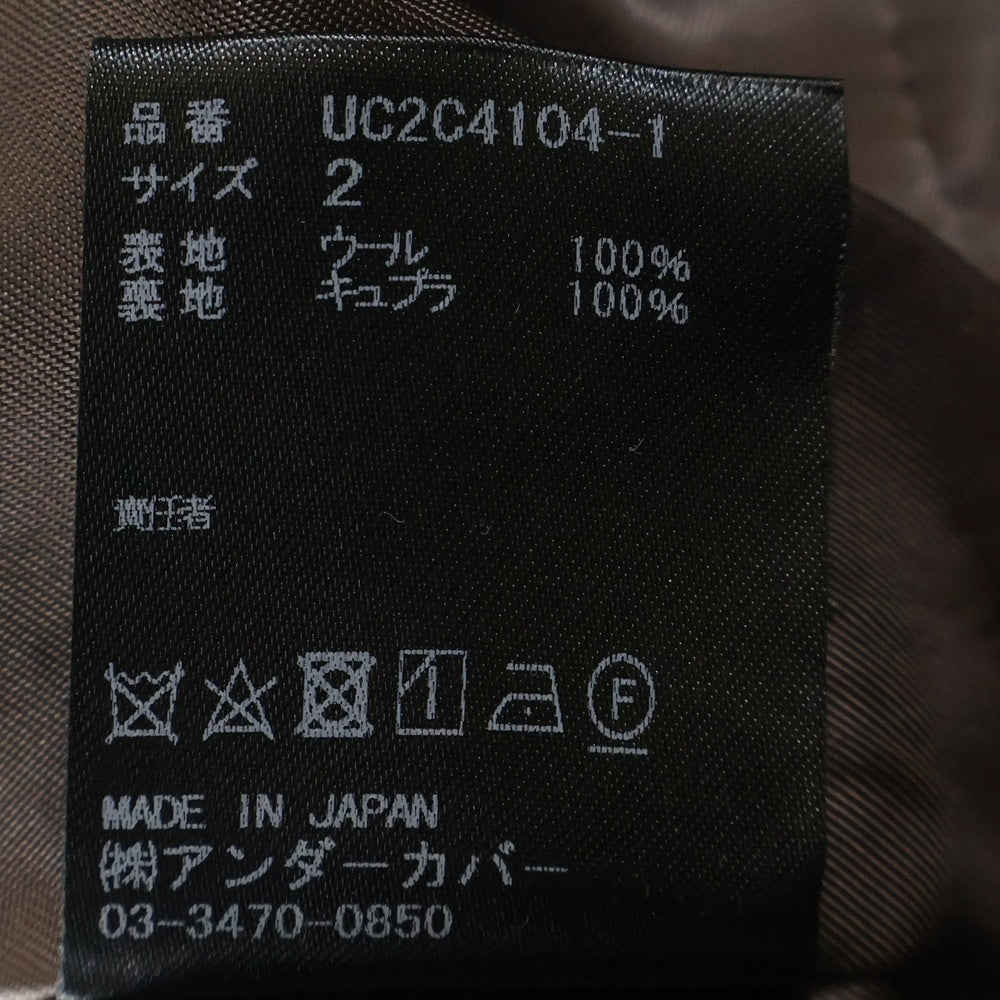 品番 UC2C4104-1
サイズ 2
表地 ウール 100%
裏地 キュプラ 100%
責任者
F
MADE IN JAPAN
㈱アンダーカバー
03-3470-0850